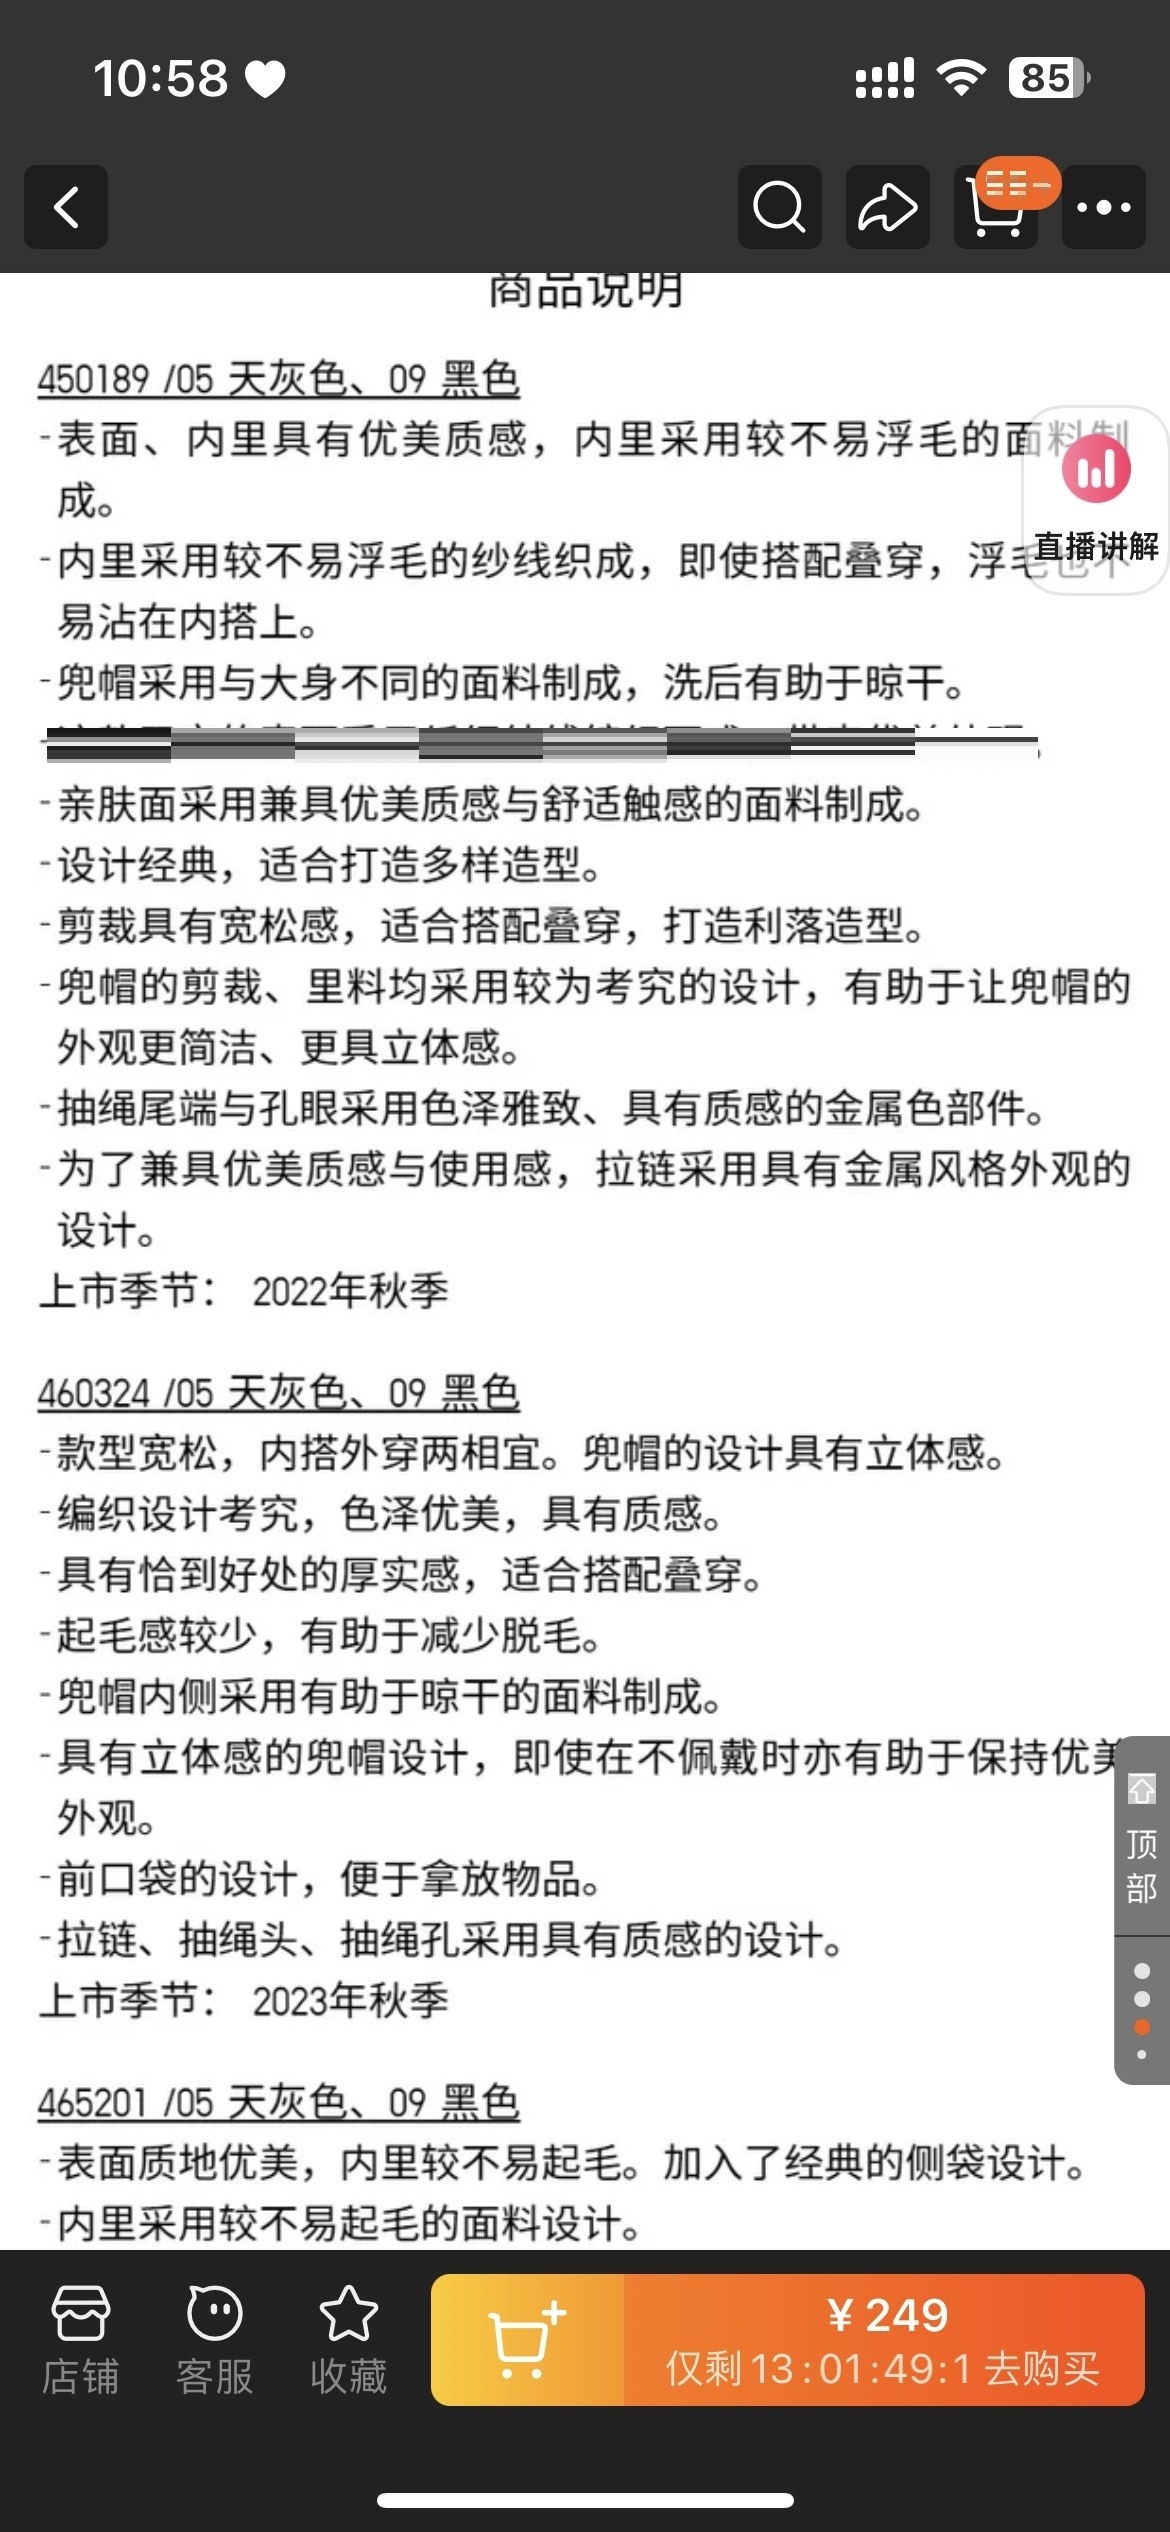 10:58
85
商品说明
450189 /05 天灰色、09 黑色
-表面、内里具有优美质感，内里采用较不易浮毛的面料制
成。
直播讲解
-内里采用较不易浮毛的纱线织成，即使搭配叠穿，浮毛也不
易沾在内搭上。
-兜帽采用与大身不同的面料制成，洗后有助于晾干。
-亲肤面采用兼具优美质感与舒适触感的面料制成。
-设计经典，适合打造多样造型。
-剪裁具有宽松感，适合搭配叠穿，打造利落造型。
-兜帽的剪裁、里料均采用较为考究的设计，有助于让兜帽的
外观更简洁、更具立体感。
-抽绳尾端与孔眼采用色泽雅致、具有质感的金属色部件。
-为了兼具优美质感与使用感，拉链采用具有金属风格外观的
设计。
上市季节： 2022年秋季
460324 /05 天灰色、09 黑色
-款型宽松，内搭外穿两相宜。兜帽的设计具有立体感。
-编织设计考究，色泽优美，具有质感。
-具有恰到好处的厚实感，适合搭配叠穿。
-起毛感较少，有助于减少脱毛。
-兜帽内侧采用有助于晾干的面料制成。
-具有立体感的兜帽设计，即使在不佩戴时亦有助于保持优美
外观。
顶
部
-前口袋的设计，便于拿放物品。
-拉链、抽绳头、抽绳孔采用具有质感的设计。
上市季节： 2023年秋季
465201 /05 天灰色、09 黑色
-表面质地优美，内里较不易起毛。加入了经典的侧袋设计。
-内里采用较不易起毛的面料设计。
店铺
客服
收藏
¥ 249
仅剩 13:01:49:1 去购买